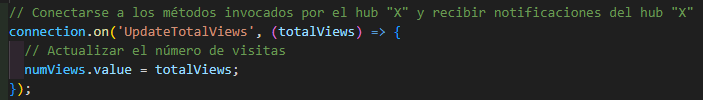 // Conectarse a los métodos invocados por el hub "X" y recibir notificaciones del hub "X"
connection.on('UpdateTotalViews', (totalViews) => {
  // Actualizar el número de visitas
  numViews.value = totalViews;
});